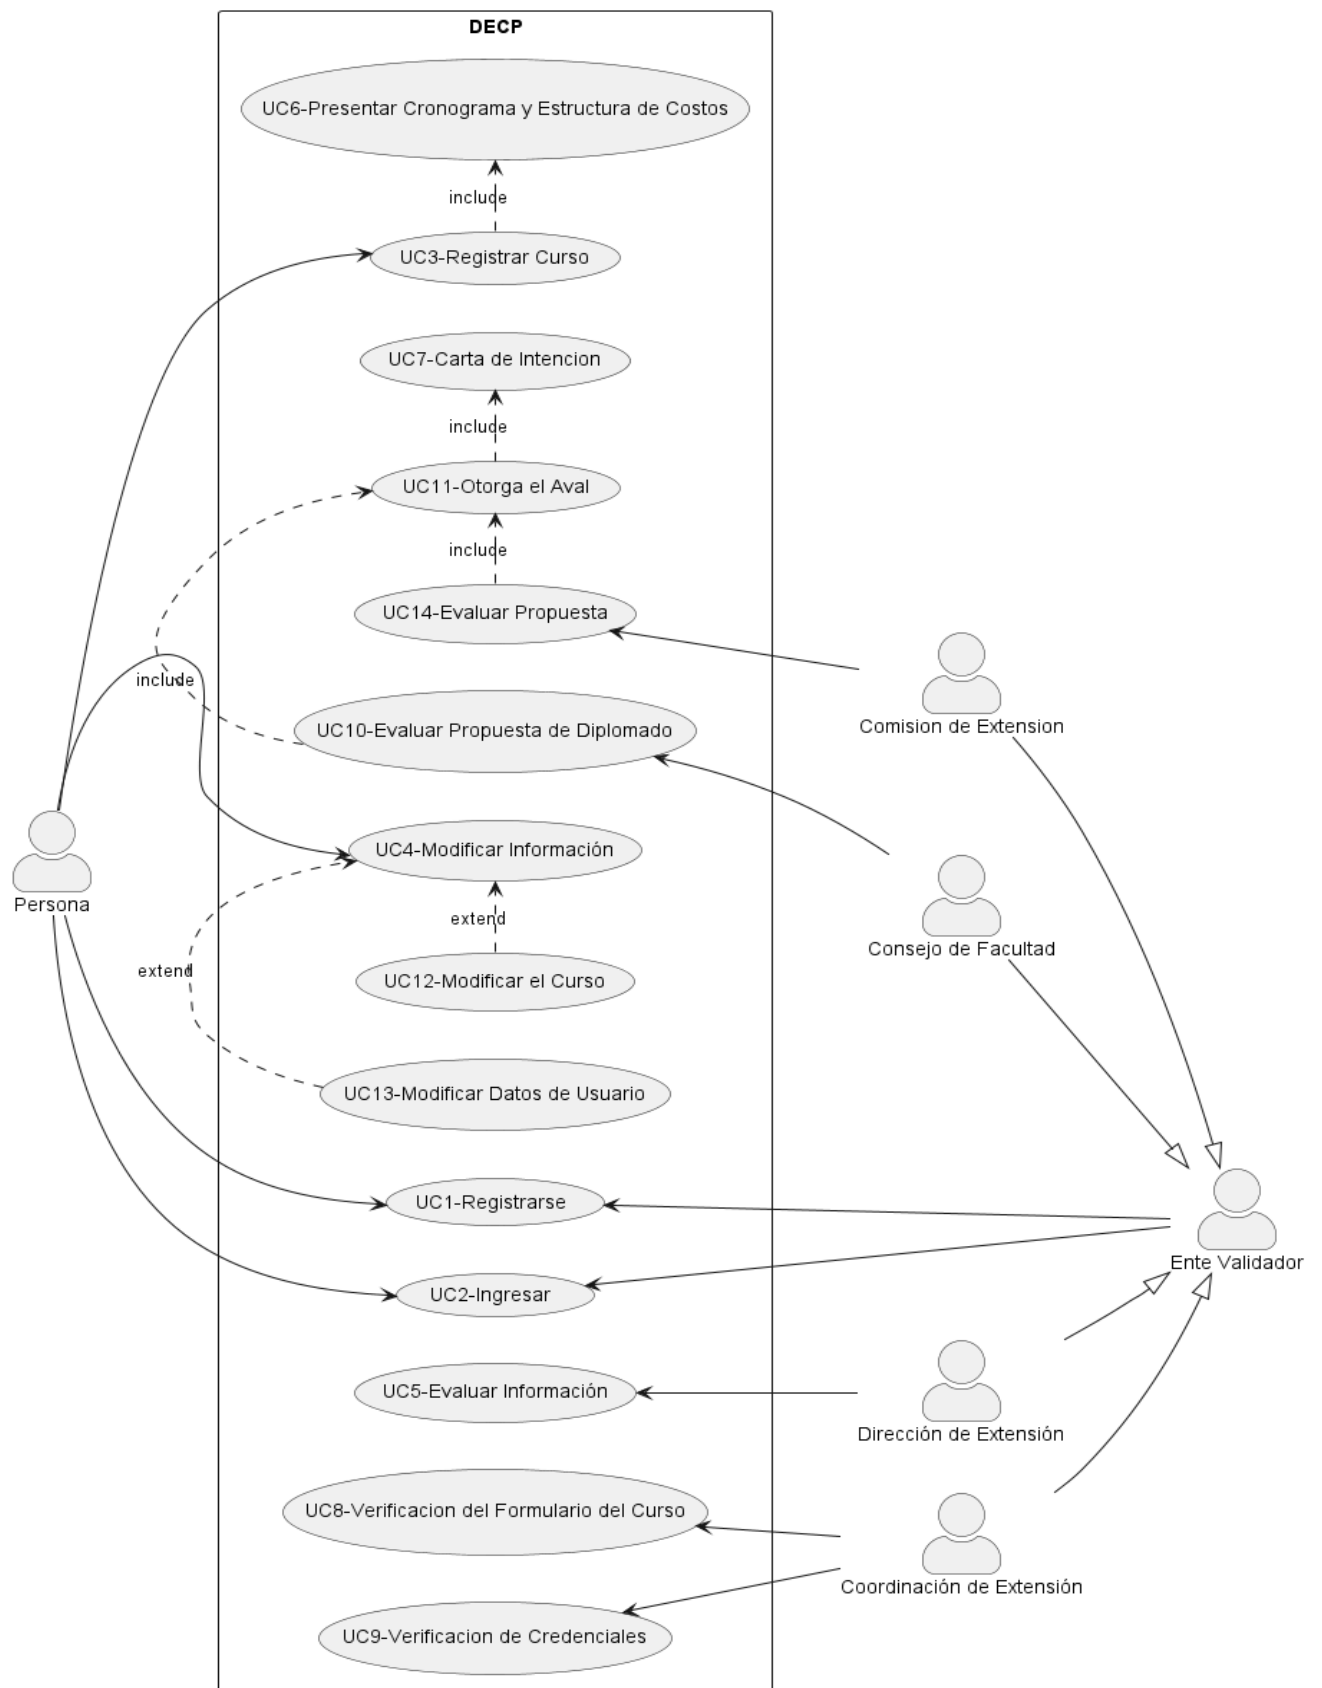 DECP
UC6-Presentar Cronograma y Estructura de Costos
include
UC3-Registrar Curso
UC7-Carta de Intencion
include
UC11-Otorga el Aval
include
UC14-Evaluar Propuesta
include
UC10-Evaluar Propuesta de Diplomado
Comision de Extension
UC4-Modificar Información
Persona
extend
Consejo de Facultad
extend
UC12-Modificar el Curso
UC13-Modificar Datos de Usuario
UC1-Registrarse
Ente Validador
UC2-Ingresar
UC5-Evaluar Información
Dirección de Extensión
UC8-Verificacion del Formulario del Curso
Coordinación de Extensión
UC9-Verificacion de Credenciales